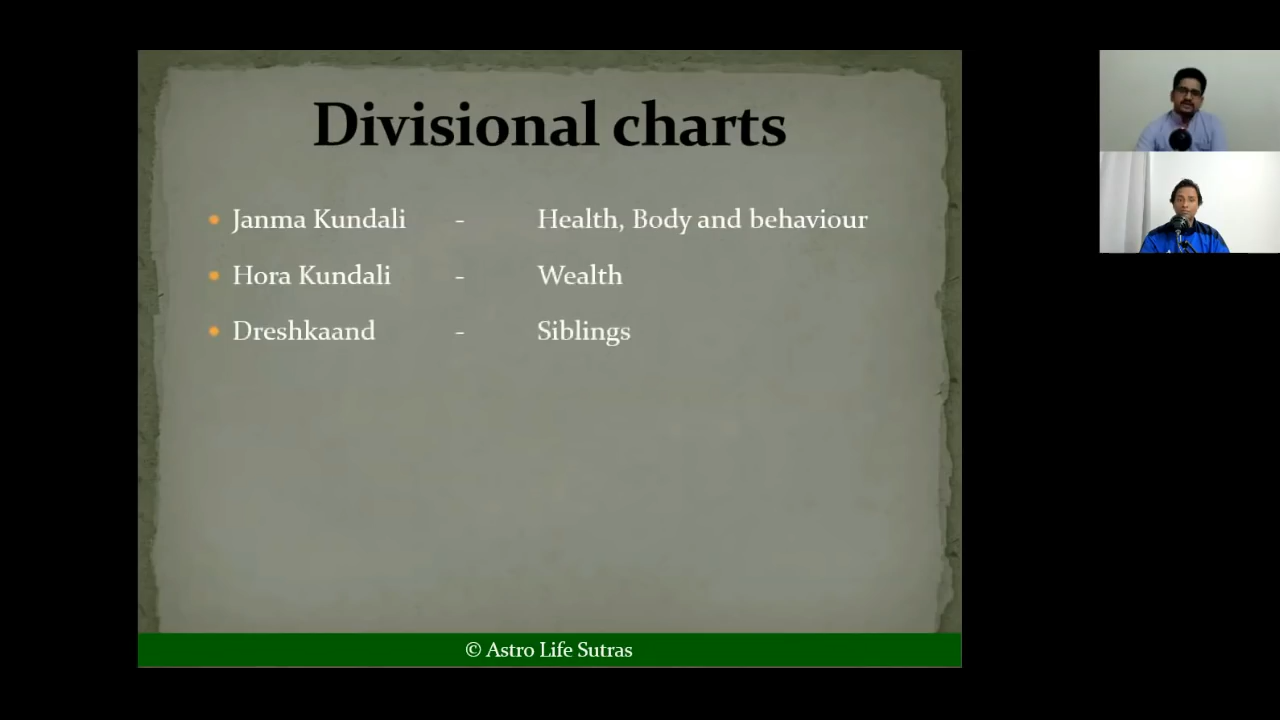 Divisional charts
Janma Kundali - Health, Body and behaviour
Hora Kundali - Wealth
Dreshkaand - Siblings
© Astro Life Sutras